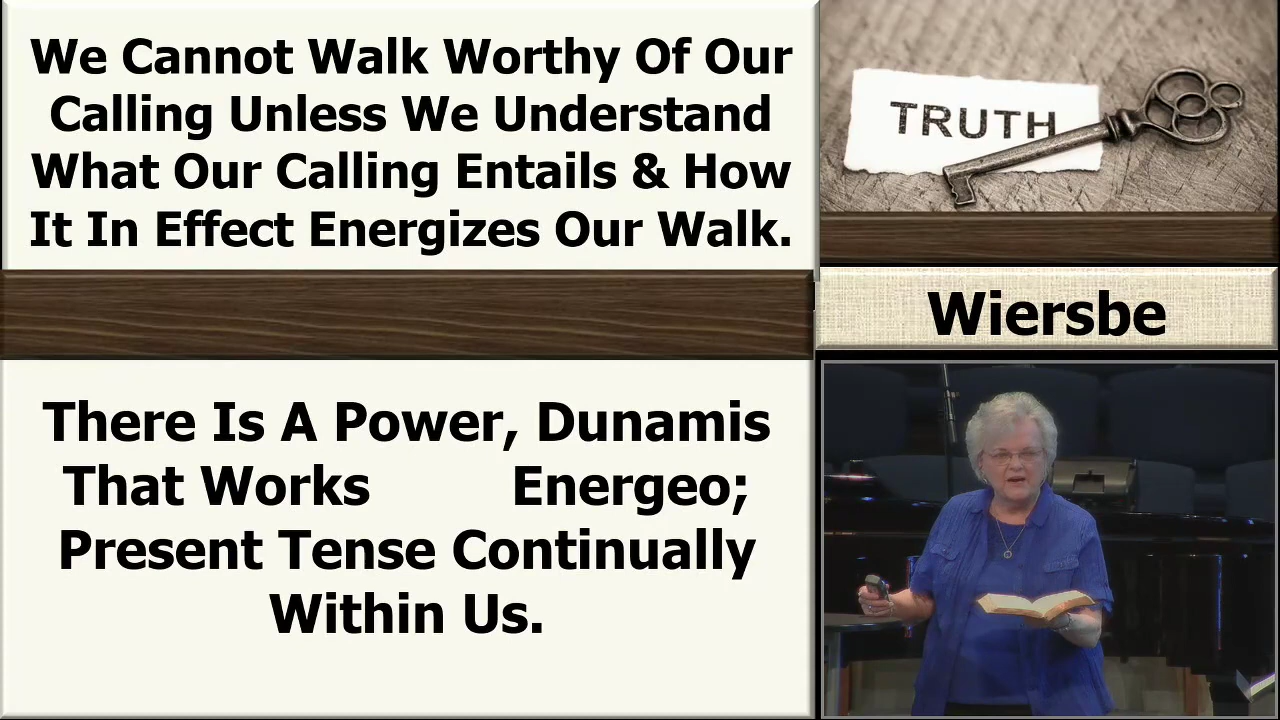 We Cannot Walk Worthy Of Our
Calling Unless We Understand
What Our Calling Entails & How
It In Effect Energizes Our Walk.
TRUTH
Wiersbe
There Is A Power, Dunamis
That Works Energeo;
Present Tense Continually
Within Us.